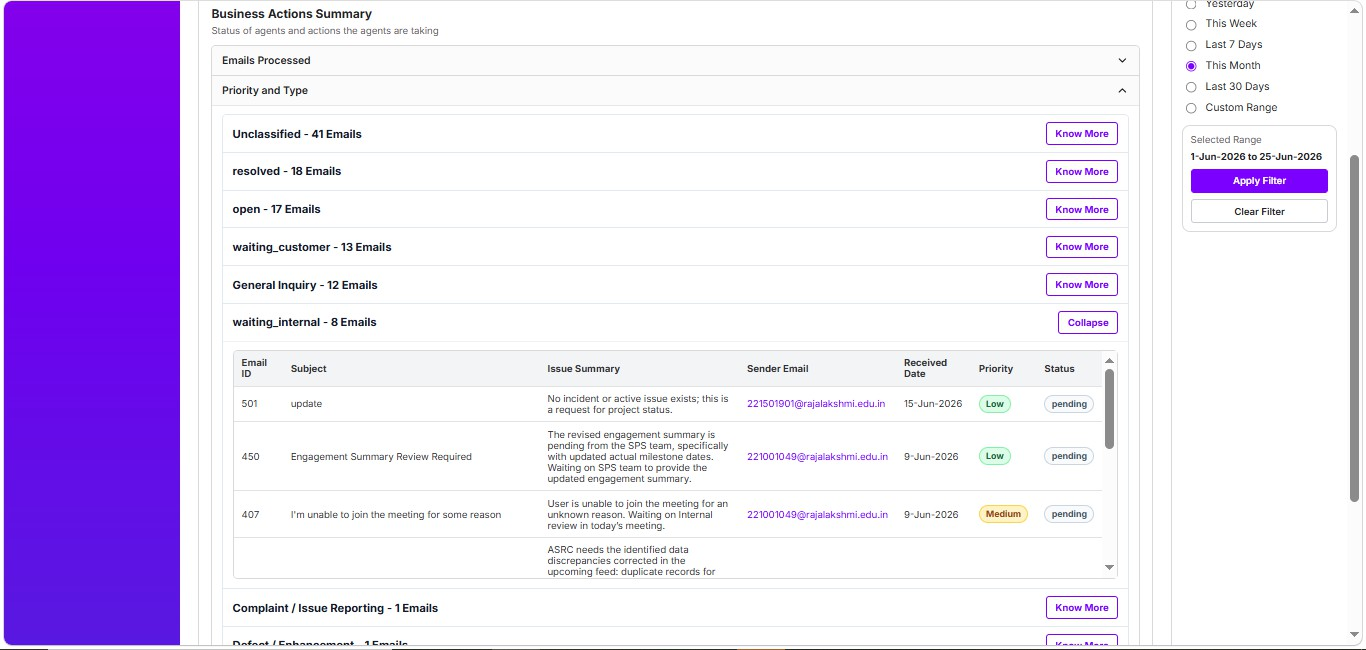 Business Actions Summary
Status of agents and actions the agents are taking
Emails Processed
Priority and Type
Unclassified - 41 Emails
Know More
resolved - 18 Emails
Know More
open - 17 Emails
Know More
waiting_customer - 13 Emails
Know More
General Inquiry - 12 Emails
Know More
waiting_internal - 8 Emails
Collapse
Email ID Subject Issue Summary Sender Email Received Date Priority Status
501 update
No incident or active issue exists; this is
a request for project status.
221501901@rajalakshmi.edu.in 15-Jun-2026 Low pending
450 Engagement Summary Review Required
The revised engagement summary is
pending from the SPS team, specifically
with updated actual milestone dates.
Waiting on SPS team to provide the
updated engagement summary.
221001049@rajalakshmi.edu.in 9-Jun-2026 Low pending
407 I'm unable to join the meeting for some reason
User is unable to join the meeting for an
unknown reason. Waiting on Internal
review in today's meeting.
221001049@rajalakshmi.edu.in 9-Jun-2026 Medium pending
ASRC needs the identified data
discrepancies corrected in the
upcoming feed: duplicate records for
Complaint / Issue Reporting - 1 Emails
Know More
Defect / Enhancement - 1 Emails
Know More
Yesterday
This Week
Last 7 Days
This Month
Last 30 Days
Custom Range
Selected Range
1-Jun-2026 to 25-Jun-2026
Apply Filter
Clear Filter